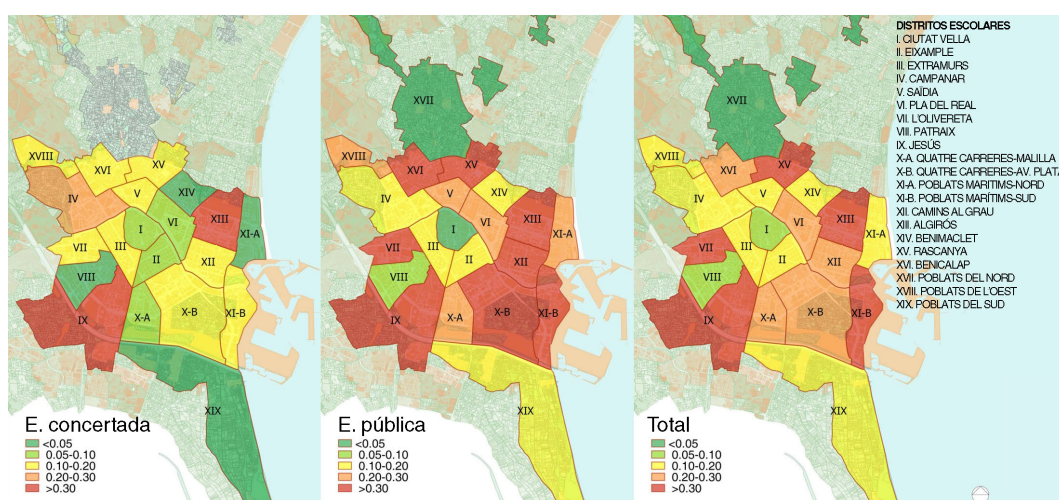 XVIII
XVI
XV
IV
V
XIV
VI
XIII
I
XI-A
VII
III
II
XII
VIII
IX
X-A
X-B
XI-B
XIX
E. concertada
<0.05
0.05-0.10
0.10-0.20
0.20-0.30
>0.30
XVII
XVIII
XVI
XV
IV
V
XIV
VI
XIII
I
XI-A
VII
III
II
XII
VIII
IX
X-A
X-B
XI-B
XIX
E. pública
<0.05
0.05-0.10
0.10-0.20
0.20-0.30
>0.30
XVII
XVIII
XVI
XV
IV
V
XIV
VI
XIII
I
XI-A
VII
III
II
XII
VIII
IX
X-A
X-B
XI-B
XIX
Total
<0.05
0.05-0.10
0.10-0.20
0.20-0.30
>0.30
DISTRITOS ESCOLARES
I. CIUTAT VELLA
II. EIXAMPLE
III. EXTRAMURS
IV. CAMPANAR
V. SAÏDIA
VI. PLA DEL REAL
VII. L'OLIVERETA
VIII. PATRAIX
IX. JESÚS
X-A. QUATRE CARRERES-MALILLA
X-B. QUATRE CARRERES-AV. PLATA
XI-A. POBLATS MARITIMS-NORD
XI-B. POBLATS MARÍTIMS-SUD
XII. CAMINS AL GRAU
XIII. ALGIRÓS
XIV. BENIMACLET
XV. RASCANYA
XVI. BENICALAP
XVII. POBLATS DEL NORD
XVIII. POBLATS DE L'OEST
XIX. POBLATS DEL SUD